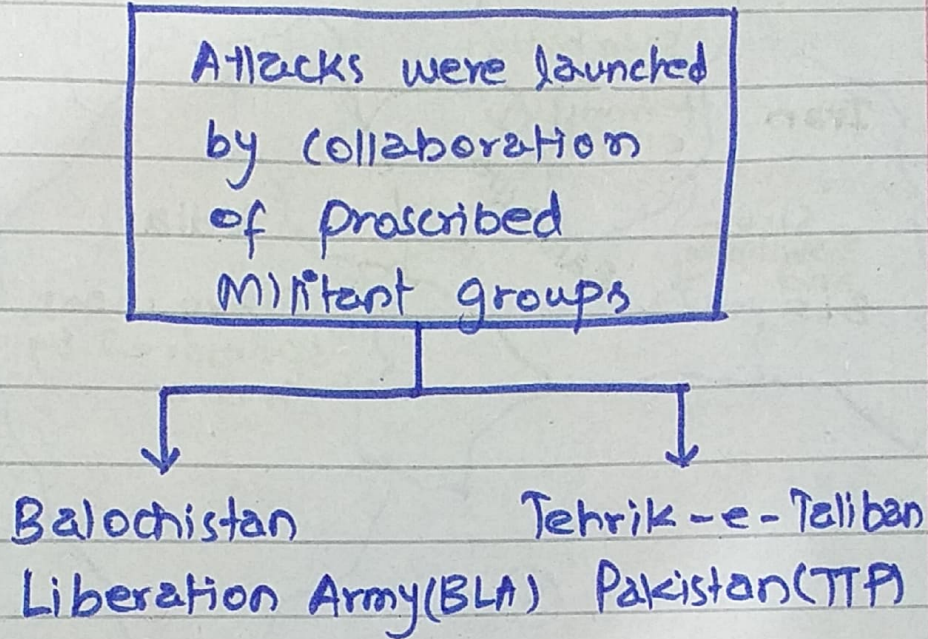 Attacks were launched
by collaboration
of proscribed
Militant groups
Balochistan
Liberation Army(BLA)
Tehrik-e-Taliban
Pakistan(TTP)